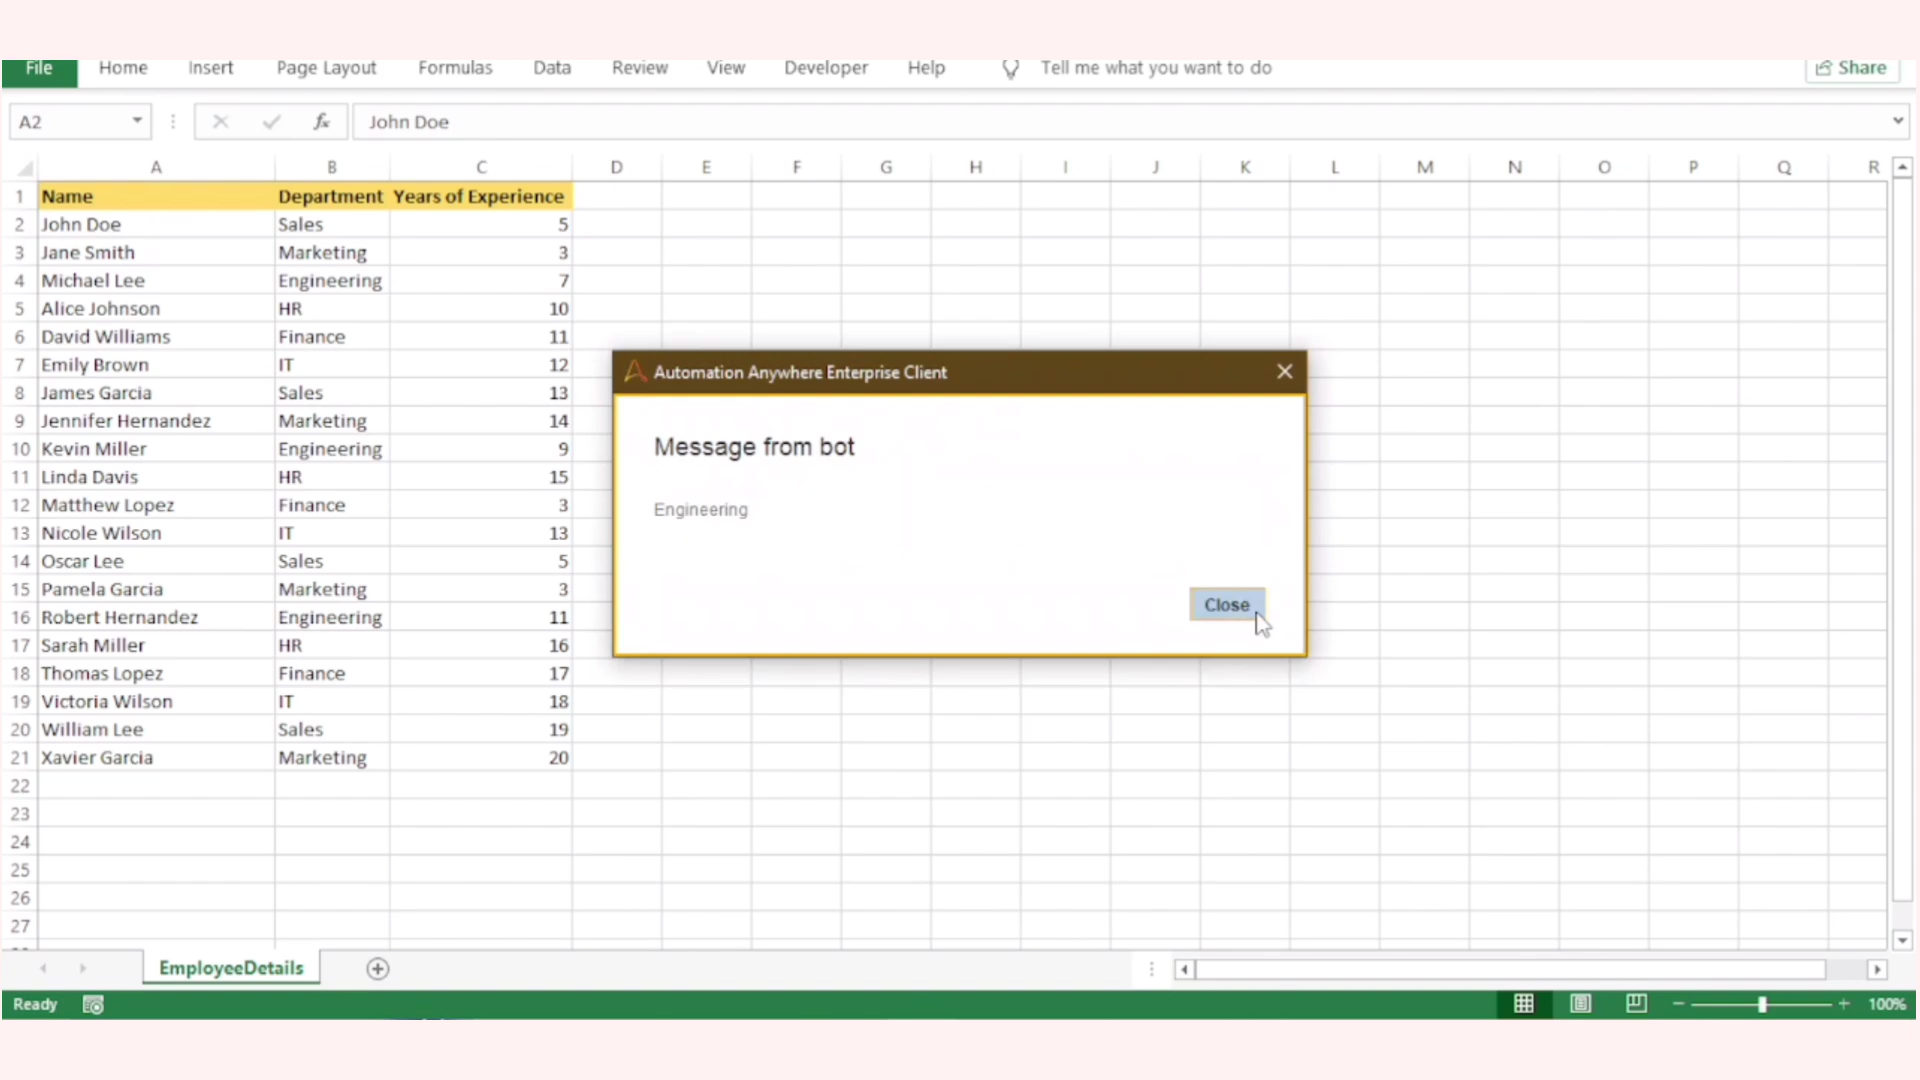 File Home Insert Page Layout Formulas Data Review View Developer Help Tell me what you want to do Share
A2 fx John Doe
A B C D E F G H I J K L M N O P Q R
1 Name Department Years of Experience
2 John Doe Sales 5
3 Jane Smith Marketing 3
4 Michael Lee Engineering 7
5 Alice Johnson HR 10
6 David Williams Finance 11
7 Emily Brown IT 12
8 James Garcia Sales 13
9 Jennifer Hernandez Marketing 14
10 Kevin Miller Engineering 9
11 Linda Davis HR 15
12 Matthew Lopez Finance 3
13 Nicole Wilson IT 13
14 Oscar Lee Sales 5
15 Pamela Garcia Marketing 3
16 Robert Hernandez Engineering 11
17 Sarah Miller HR 16
18 Thomas Lopez Finance 17
19 Victoria Wilson IT 18
20 William Lee Sales 19
21 Xavier Garcia Marketing 20
22
23
24
25
26
27
Automation Anywhere Enterprise Client
Message from bot
Engineering
Close
EmployeeDetails
Ready 100%